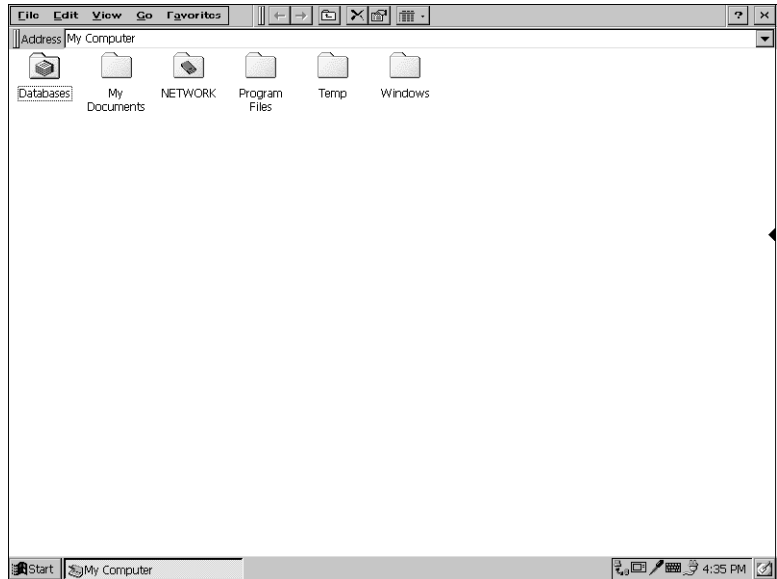 File Edit View Go Favorites ?
Address My Computer
Databases My Documents NETWORK Program Files Temp Windows
Start My Computer 4:35 PM